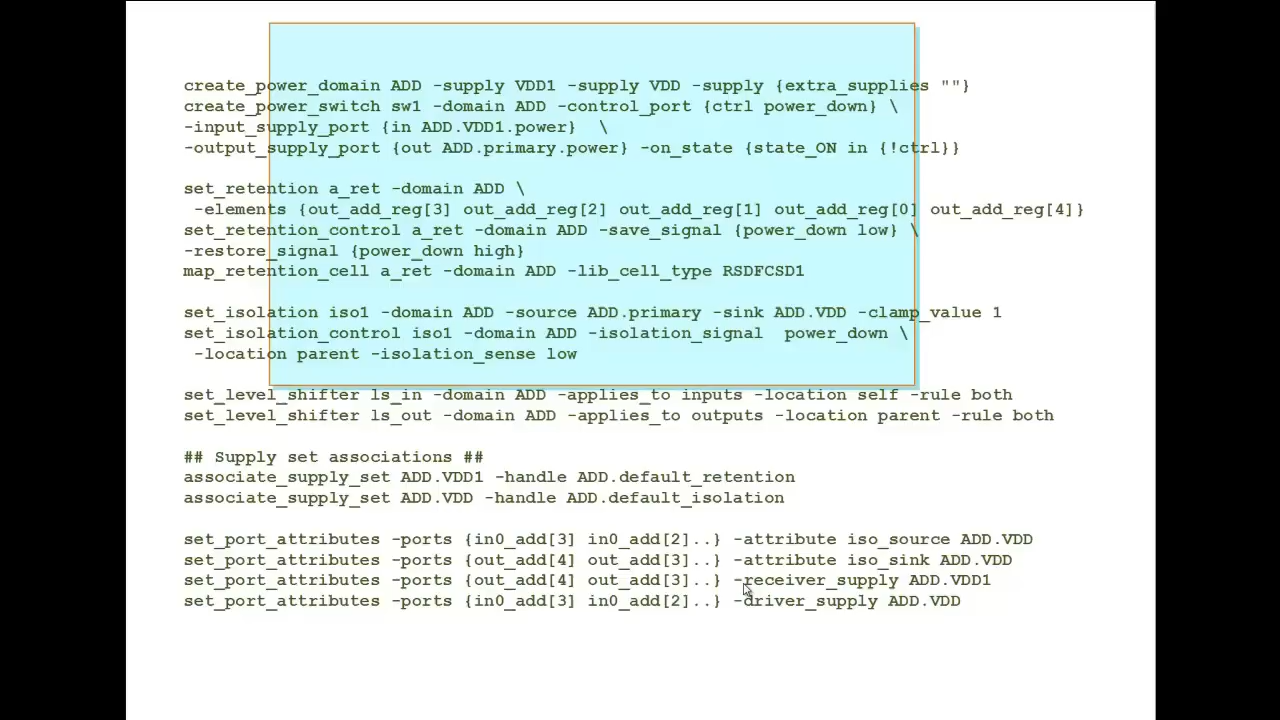 create_power_domain ADD -supply VDD1 -supply VDD -supply {extra_supplies ""}
create_power_switch sw1 -domain ADD -control_port {ctrl power_down} \
-input_supply_port {in ADD.VDD1.power} \
-output_supply_port {out ADD.primary.power} -on_state {state_ON in {!ctrl}}
set_retention a_ret -domain ADD \
-elements {out_add_reg[3] out_add_reg[2] out_add_reg[1] out_add_reg[0] out_add_reg[4]}
set_retention_control a_ret -domain ADD -save_signal {power_down low} \
-restore_signal {power_down high}
map_retention_cell a_ret -domain ADD -lib_cell_type RSDFCSD1
set_isolation iso1 -domain ADD -source ADD.primary -sink ADD.VDD -clamp_value 1
set_isolation_control iso1 -domain ADD -isolation_signal power_down \
-location parent -isolation_sense low
set_level_shifter ls_in -domain ADD -applies_to inputs -location self -rule both
set_level_shifter ls_out -domain ADD -applies_to outputs -location parent -rule both
## Supply set associations ##
associate_supply_set ADD.VDD1 -handle ADD.default_retention
associate_supply_set ADD.VDD -handle ADD.default_isolation
set_port_attributes -ports {in0_add[3] in0_add[2]..} -attribute iso_source ADD.VDD
set_port_attributes -ports {out_add[4] out_add[3]..} -attribute iso_sink ADD.VDD
set_port_attributes -ports {out_add[4] out_add[3]..} -receiver_supply ADD.VDD1
set_port_attributes -ports {in0_add[3] in0_add[2]..} -driver_supply ADD.VDD